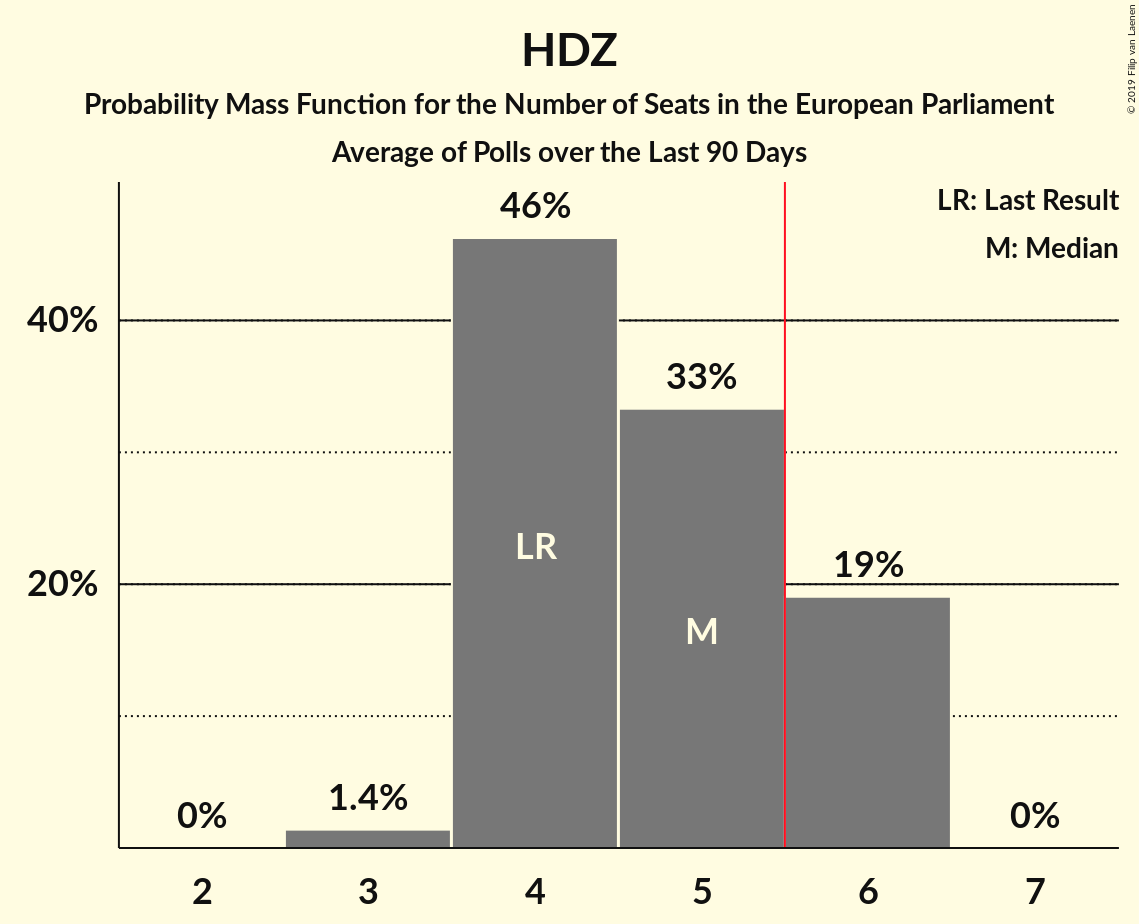 HDZ
Probability Mass Function for the Number of Seats in the European Parliament
Average of Polls over the Last 90 Days
© 2019 Filip van Laenen
LR: Last Result
M: Median
46%
40%
33%
LR
19%
20%
M
1.4%
0%
0%
2 3 4 5 6 7